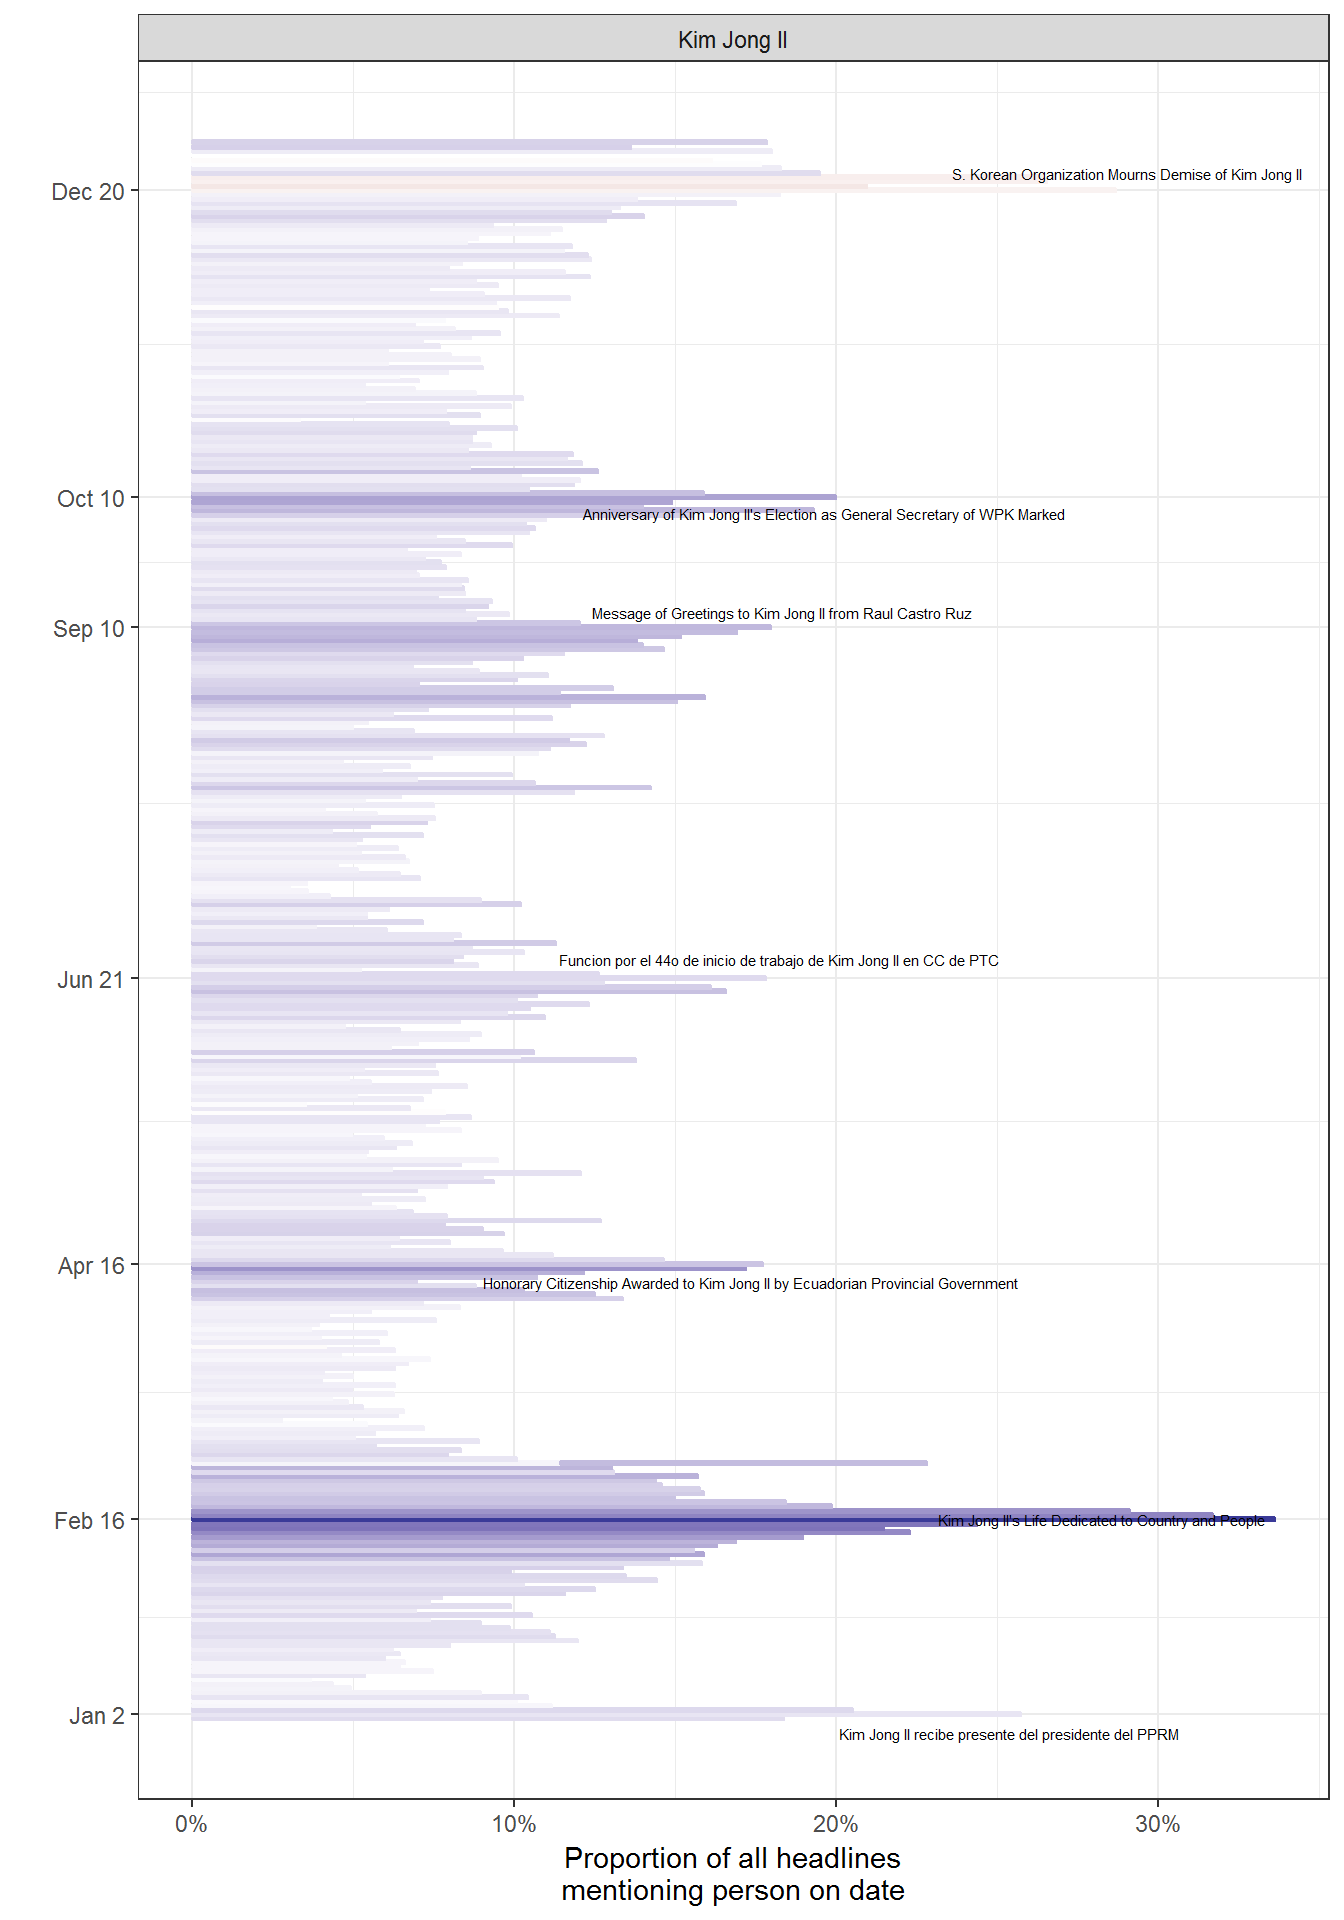 Kim Jong Il
S. Korean Organization Mourns Demise of Kim Jong Il
Dec 20
Oct 10
Anniversary of Kim Jong Il's Election as General Secretary of WPK Marked
Message of Greetings to Kim Jong Il from Raul Castro Ruz
Sep 10
Funcion por el 44o de inicio de trabajo de Kim Jong Il en CC de PTC
Jun 21
Apr 16
Honorary Citizenship Awarded to Kim Jong Il by Ecuadorian Provincial Government
Feb 16
Kim Jong Il's Life Dedicated to Country and People
Jan 2
Kim Jong Il recibe presente del presidente del PPRM
0%
10%
20%
30%
Proportion of all headlines
mentioning person on date